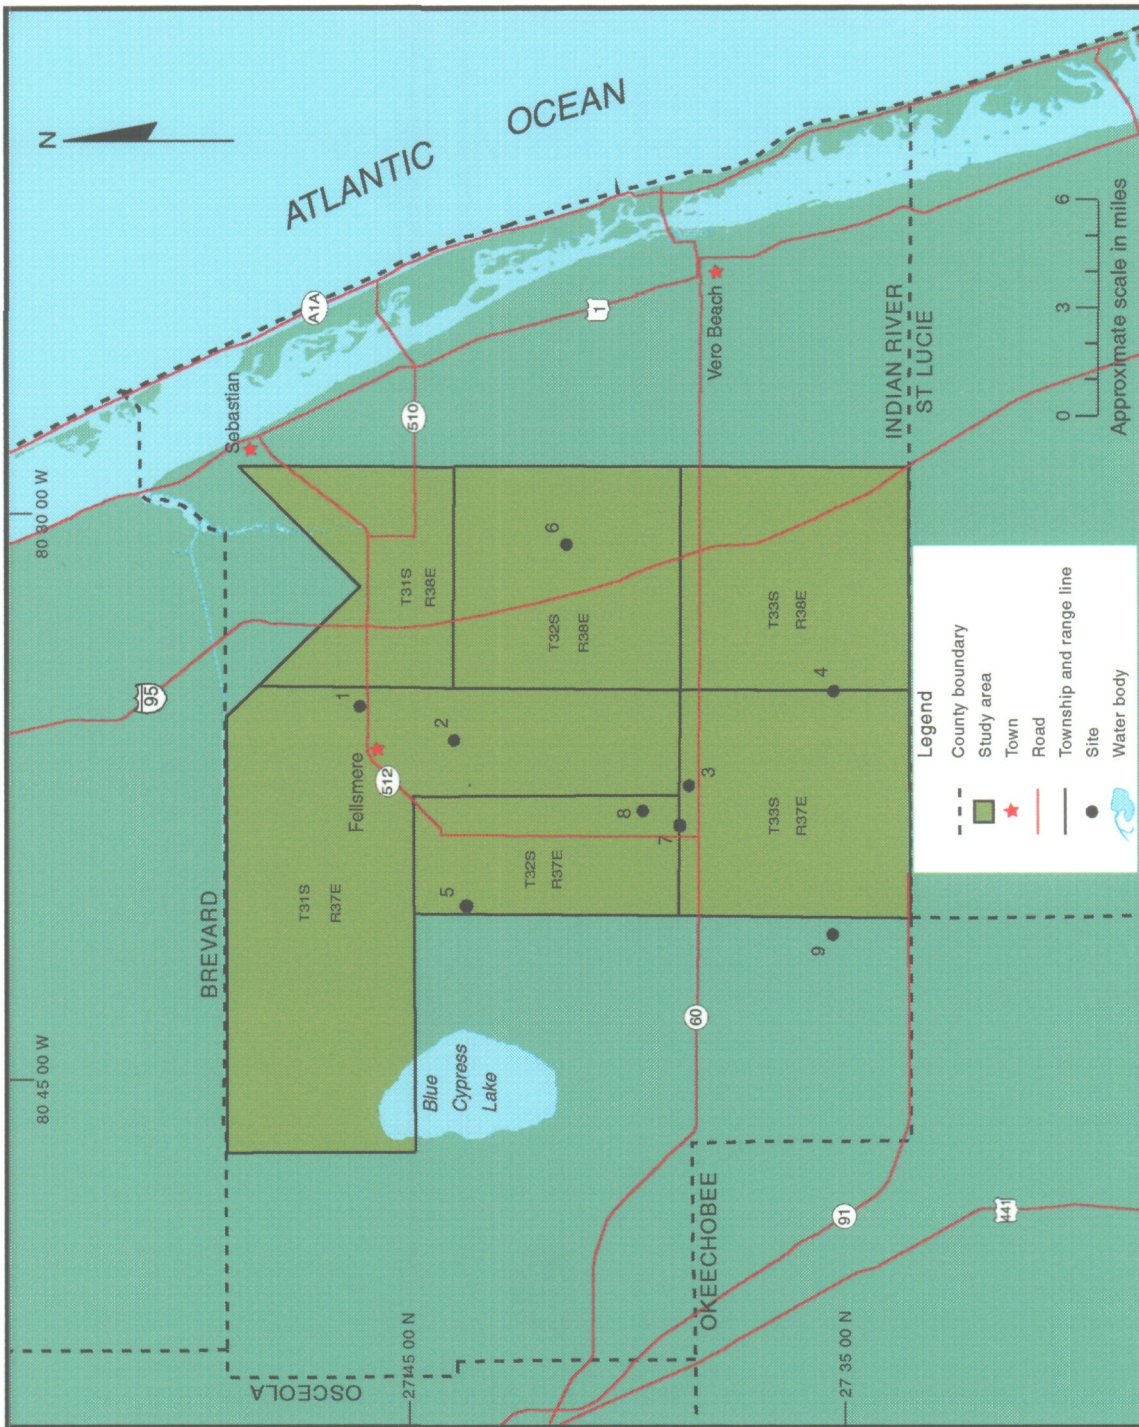 N
ATLANTIC OCEAN
80 45 00 W
80 30 00 W
BREVARD
95
A1A
Sebastian
T31S
R37E
Fellsmere
512
1
T31S
R38E
510
OSCEOLA
27 45 00 N
Blue
Cypress
Lake
5
T32S
R37E
2
T32S
R38E
6
1
8
7
3
60
Vero Beach
OKEECHOBEE
9
T33S
R37E
4
T33S
R38E
27 35 00 N
91
441
INDIAN RIVER
ST LUCIE
Legend
County boundary
Study area
Town
Road
Township and range line
Site
Water body
0 3 6
Approximate scale in miles